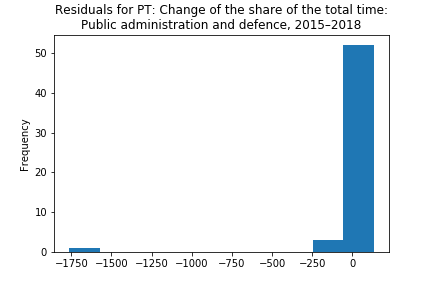 Residuals for PT: Change of the share of the total time:
Public administration and defence, 2015–2018
50
40
30
20
10
0
Frequency
−1750 −1500 −1250 −1000 −750 −500 −250 0